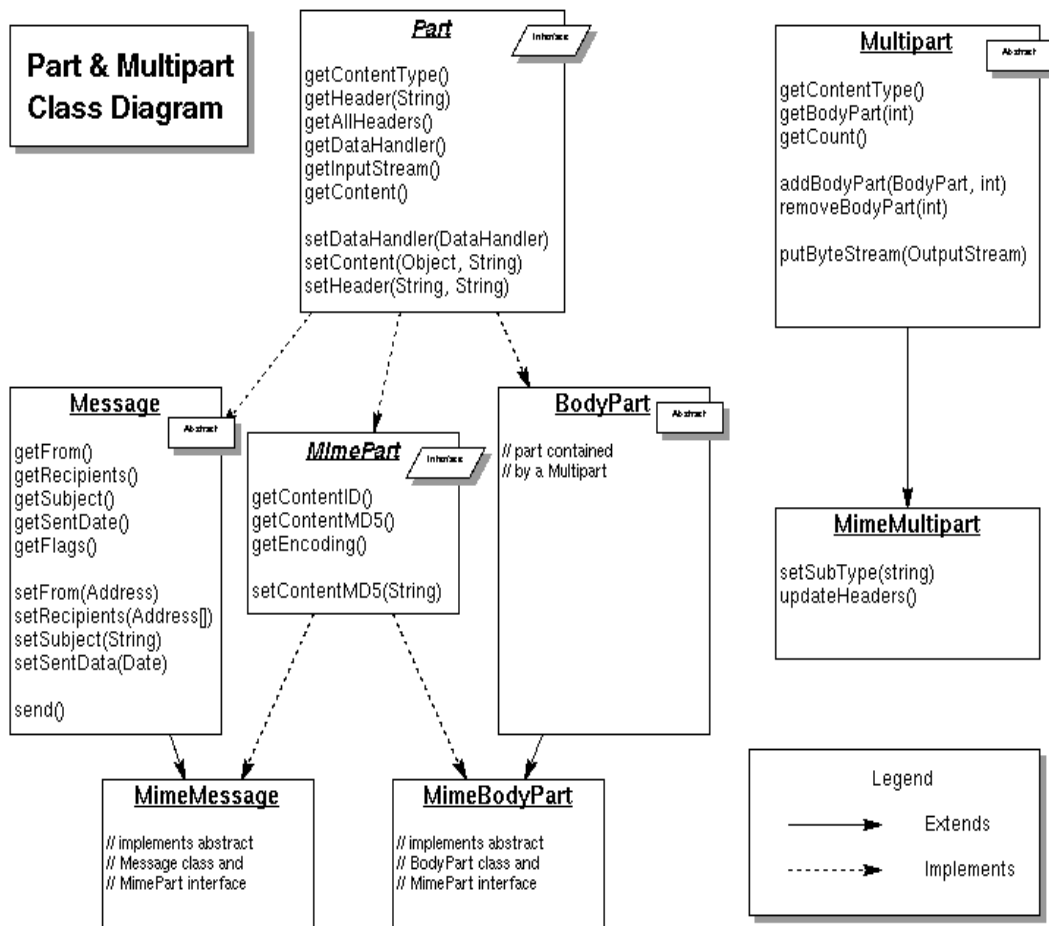 Part & Multipart
Class Diagram
Part
Interface
getContentType()
getHeader(String)
getAllHeaders()
getDataHandler()
getInputStream()
getContent()
setDataHandler(DataHandler)
setContent(Object, String)
setHeader(String, String)
Multipart
Abstract
getContentType()
getBodyPart(int)
getCount()
addBodyPart(BodyPart, int)
removeBodyPart(int)
putByteStream(OutputStream)
Message
Abstract
getFrom()
getRecipients()
getSubject()
getSentDate()
getFlags()
setFrom(Address)
setRecipients(Address[])
setSubject(String)
setSentData(Date)
send()
MimePart
Interface
getContentID()
getContentMD5()
getEncoding()
setContentMD5(String)
BodyPart
Abstract
// part contained
// by a Multipart
MimeMultipart
setSubType(string)
updateHeaders()
MimeMessage
// implements abstract
// Message class and
// MimePart interface
MimeBodyPart
// implements abstract
// BodyPart class and
// MimePart interface
Legend
Extends
Implements